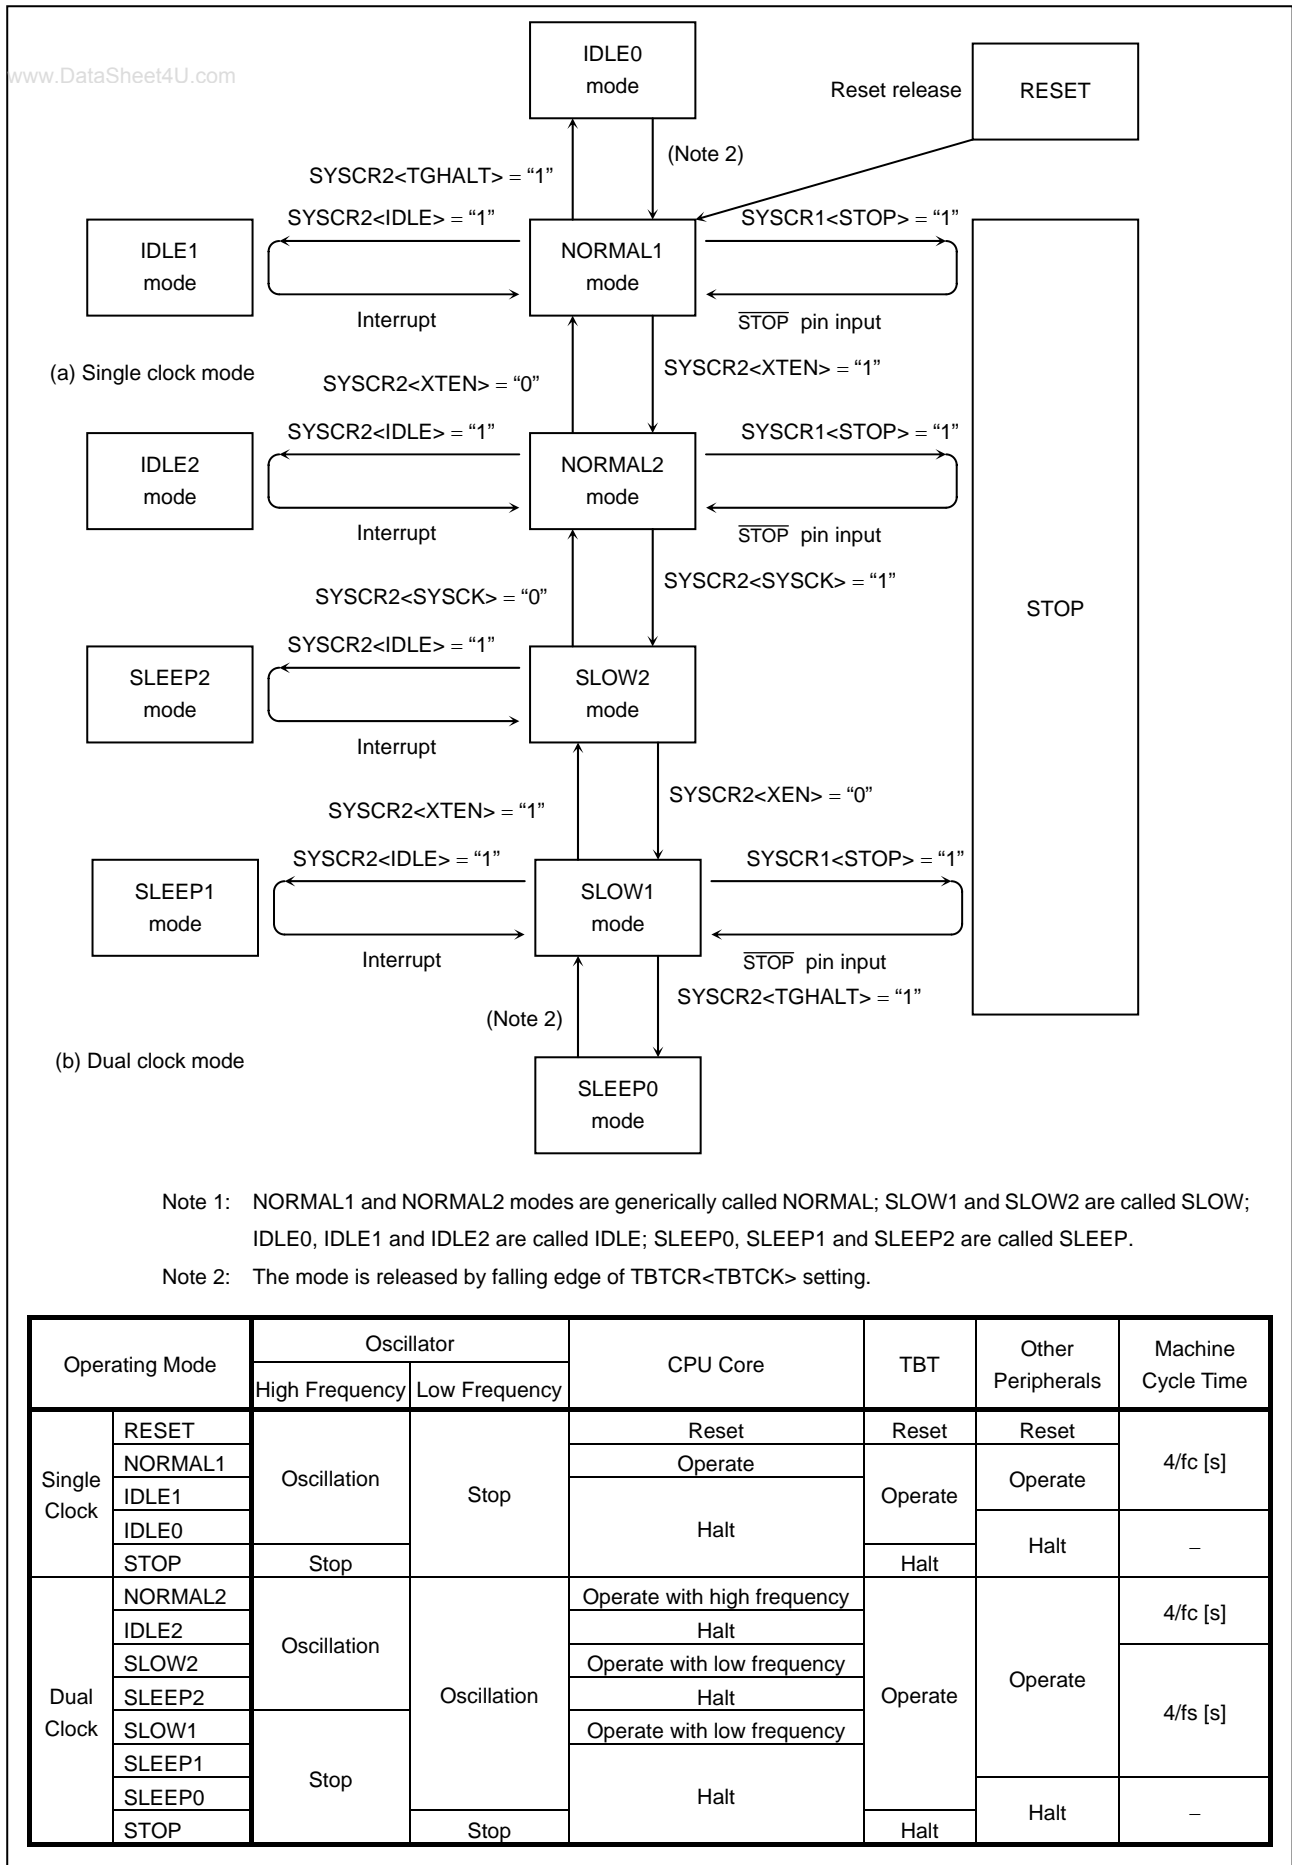 www.DataSheet4U.com
IDLE0
mode
Reset release
RESET
(Note 2)
SYSCR2<TGHALT> = “1”
SYSCR2<IDLE> = “1”
SYSCR1<STOP> = “1”
IDLE1
mode
NORMAL1
mode
Interrupt
STOP pin input
(a) Single clock mode
SYSCR2<XTEN> = “0”
SYSCR2<XTEN> = “1”
SYSCR2<IDLE> = “1”
SYSCR1<STOP> = “1”
IDLE2
mode
NORMAL2
mode
Interrupt
STOP pin input
SYSCR2<SYSCK> = “0”
SYSCR2<SYSCK> = “1”
STOP
SYSCR2<IDLE> = “1”
SLEEP2
mode
SLOW2
mode
Interrupt
SYSCR2<XTEN> = “1”
SYSCR2<XEN> = “0”
SYSCR2<IDLE> = “1”
SYSCR1<STOP> = “1”
SLEEP1
mode
SLOW1
mode
Interrupt
STOP pin input
SYSCR2<TGHALT> = “1”
(Note 2)
(b) Dual clock mode
SLEEP0
mode
Note 1: NORMAL1 and NORMAL2 modes are generically called NORMAL; SLOW1 and SLOW2 are called SLOW;
IDLE0, IDLE1 and IDLE2 are called IDLE; SLEEP0, SLEEP1 and SLEEP2 are called SLEEP.
Note 2: The mode is released by falling edge of TBTCR<TBTCK> setting.
Operating Mode Oscillator CPU Core TBT Other Peripherals Machine Cycle Time
High Frequency Low Frequency
Single Clock
RESET Oscillation Stop Reset Reset Reset 4/fc [s]
NORMAL1 Operate Operate Operate
IDLE1 Halt
IDLE0 Halt –
STOP Stop Halt
Dual Clock
NORMAL2 Oscillation Oscillation Operate with high frequency Operate Operate 4/fc [s]
IDLE2 Halt
SLOW2 Operate with low frequency 4/fs [s]
SLEEP2 Halt
SLOW1 Stop Operate with low frequency
SLEEP1 Halt
SLEEP0 Halt –
STOP Stop Halt